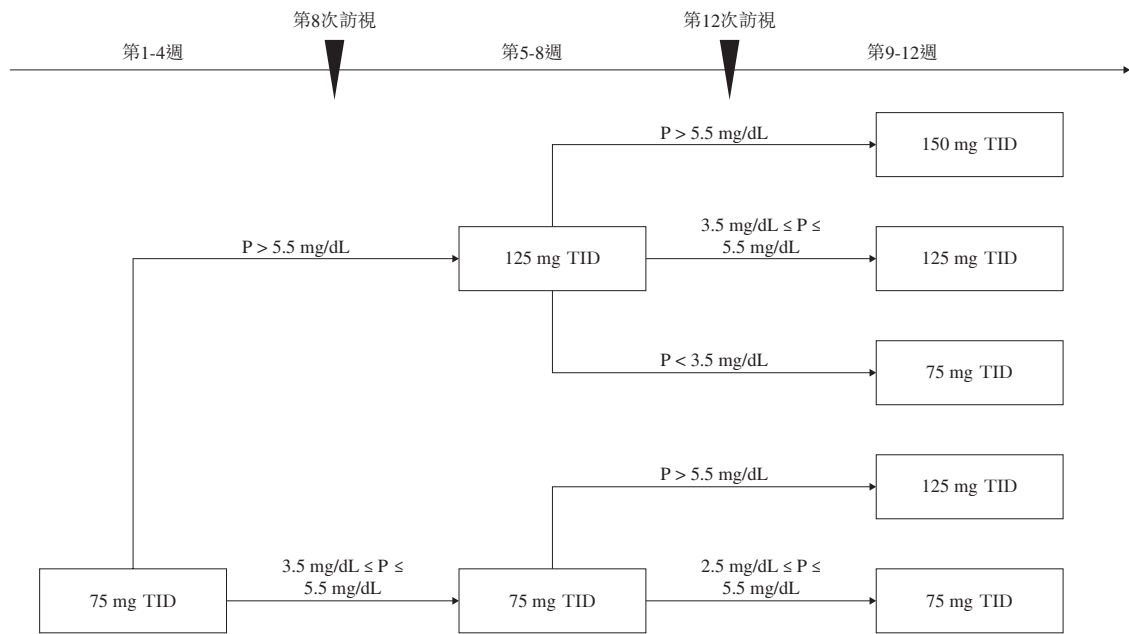 第8次訪視
第12次訪視
第1-4週
第5-8週
第9-12週
P > 5.5 mg/dL
150 mg TID
P > 5.5 mg/dL
125 mg TID
3.5 mg/dL ≤ P ≤
5.5 mg/dL
125 mg TID
P < 3.5 mg/dL
75 mg TID
P > 5.5 mg/dL
125 mg TID
75 mg TID
3.5 mg/dL ≤ P ≤
5.5 mg/dL
75 mg TID
2.5 mg/dL ≤ P ≤
5.5 mg/dL
75 mg TID